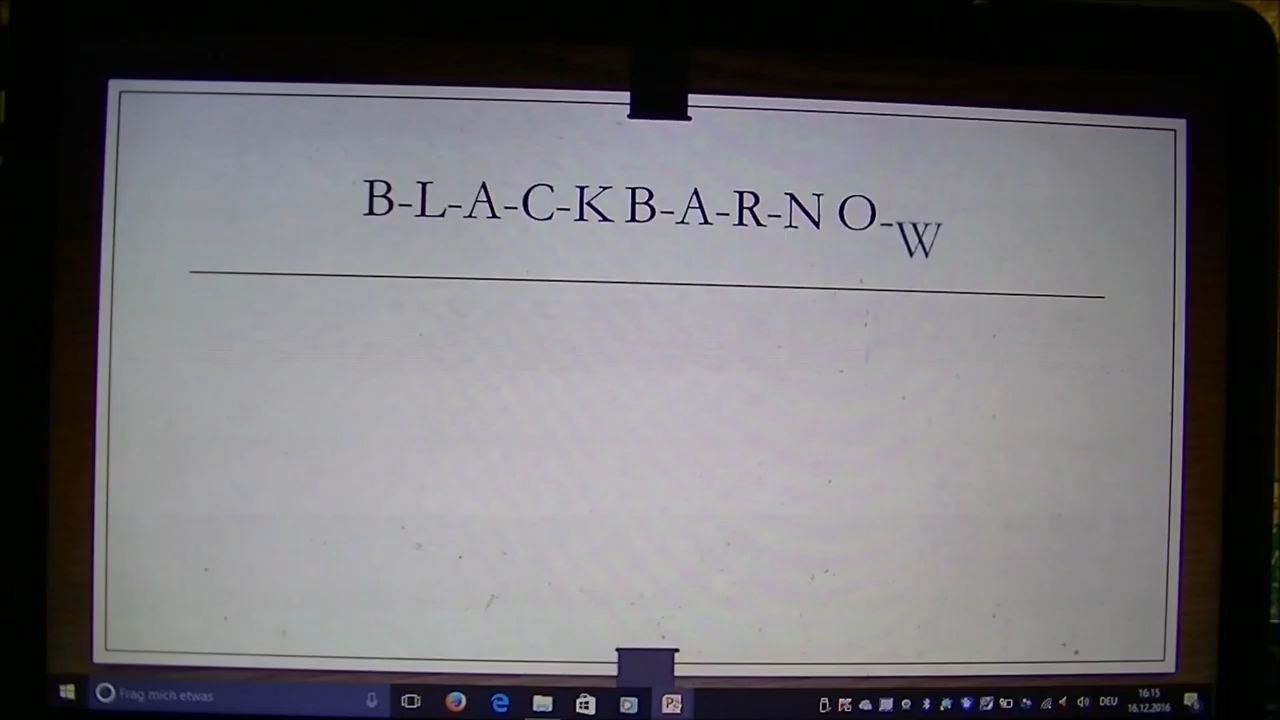 B-L-A-C-K B-A-R-N O-W
Frag mich etwas
DEU
16:15
16.12.2016